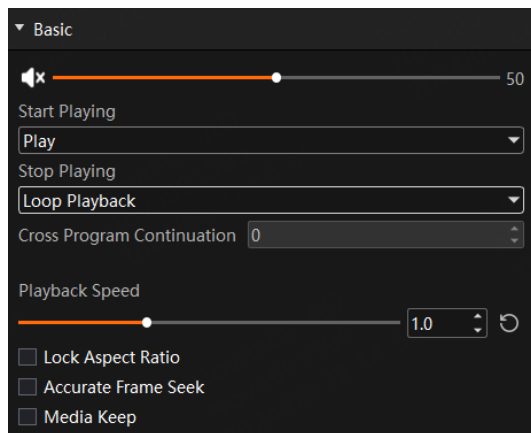 Basic
50
Start Playing
Play
Stop Playing
Loop Playback
Cross Program Continuation 0
Playback Speed
1.0
Lock Aspect Ratio
Accurate Frame Seek
Media Keep